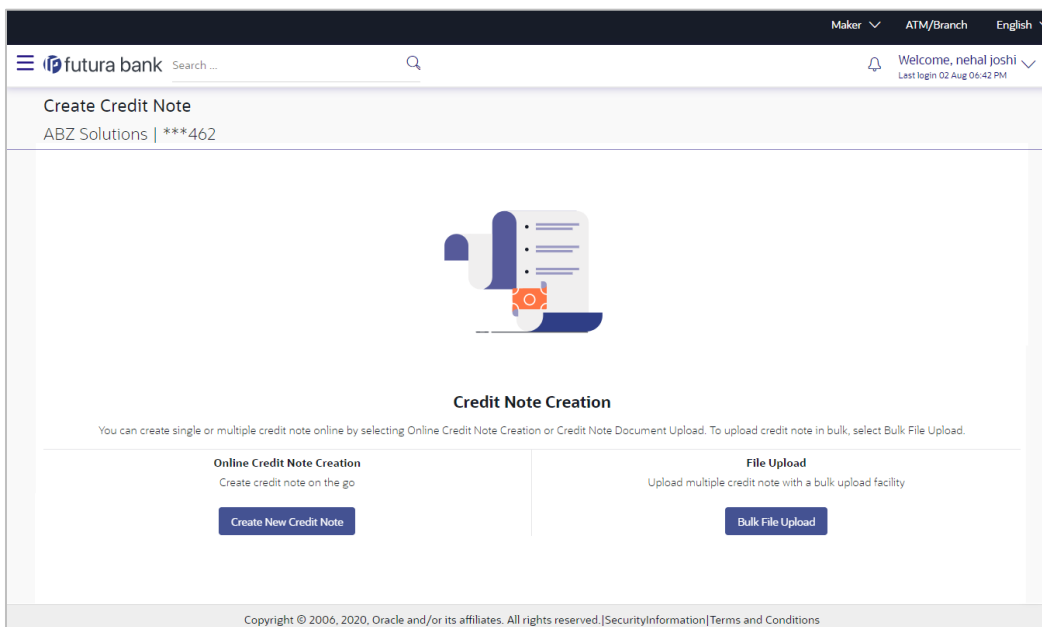 Maker ATM/Branch English
futura bank Search ... Welcome, nehal joshi
Last login 02 Aug 06:42 PM
Create Credit Note
ABZ Solutions | ***462
Credit Note Creation
You can create single or multiple credit note online by selecting Online Credit Note Creation or Credit Note Document Upload. To upload credit note in bulk, select Bulk File Upload.
Online Credit Note Creation File Upload
Create credit note on the go Upload multiple credit note with a bulk upload facility
Create New Credit Note Bulk File Upload
Copyright © 2006, 2020, Oracle and/or its affiliates. All rights reserved.|SecurityInformation|Terms and Conditions